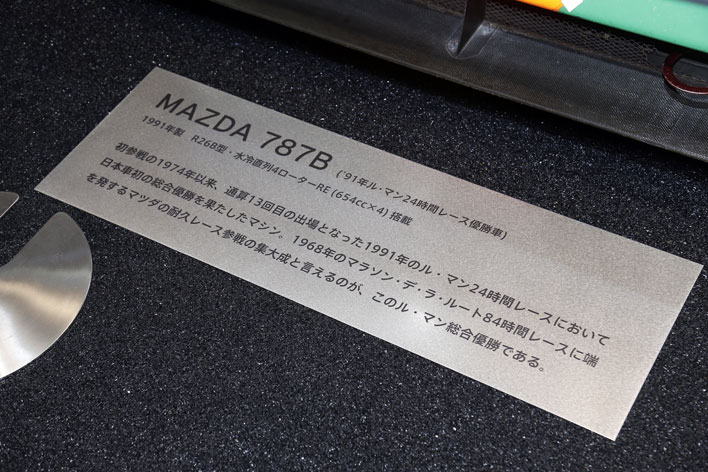 MAZDA 787B ('91年ル・マン24時間レース優勝車)
1991年製 R26B型・水冷直列4ローターRE (654cc×4) 搭載
初参戦の1974年以来、通算13回目の出場となった1991年のル・マン24時間レースにおいて
日本車初の総合優勝を果たしたマシン。1968年のマラソン・デ・ラ・ルート84時間レースに端
を発するマツダの耐久レース参戦の集大成と言えるのが、このル・マン総合優勝である。